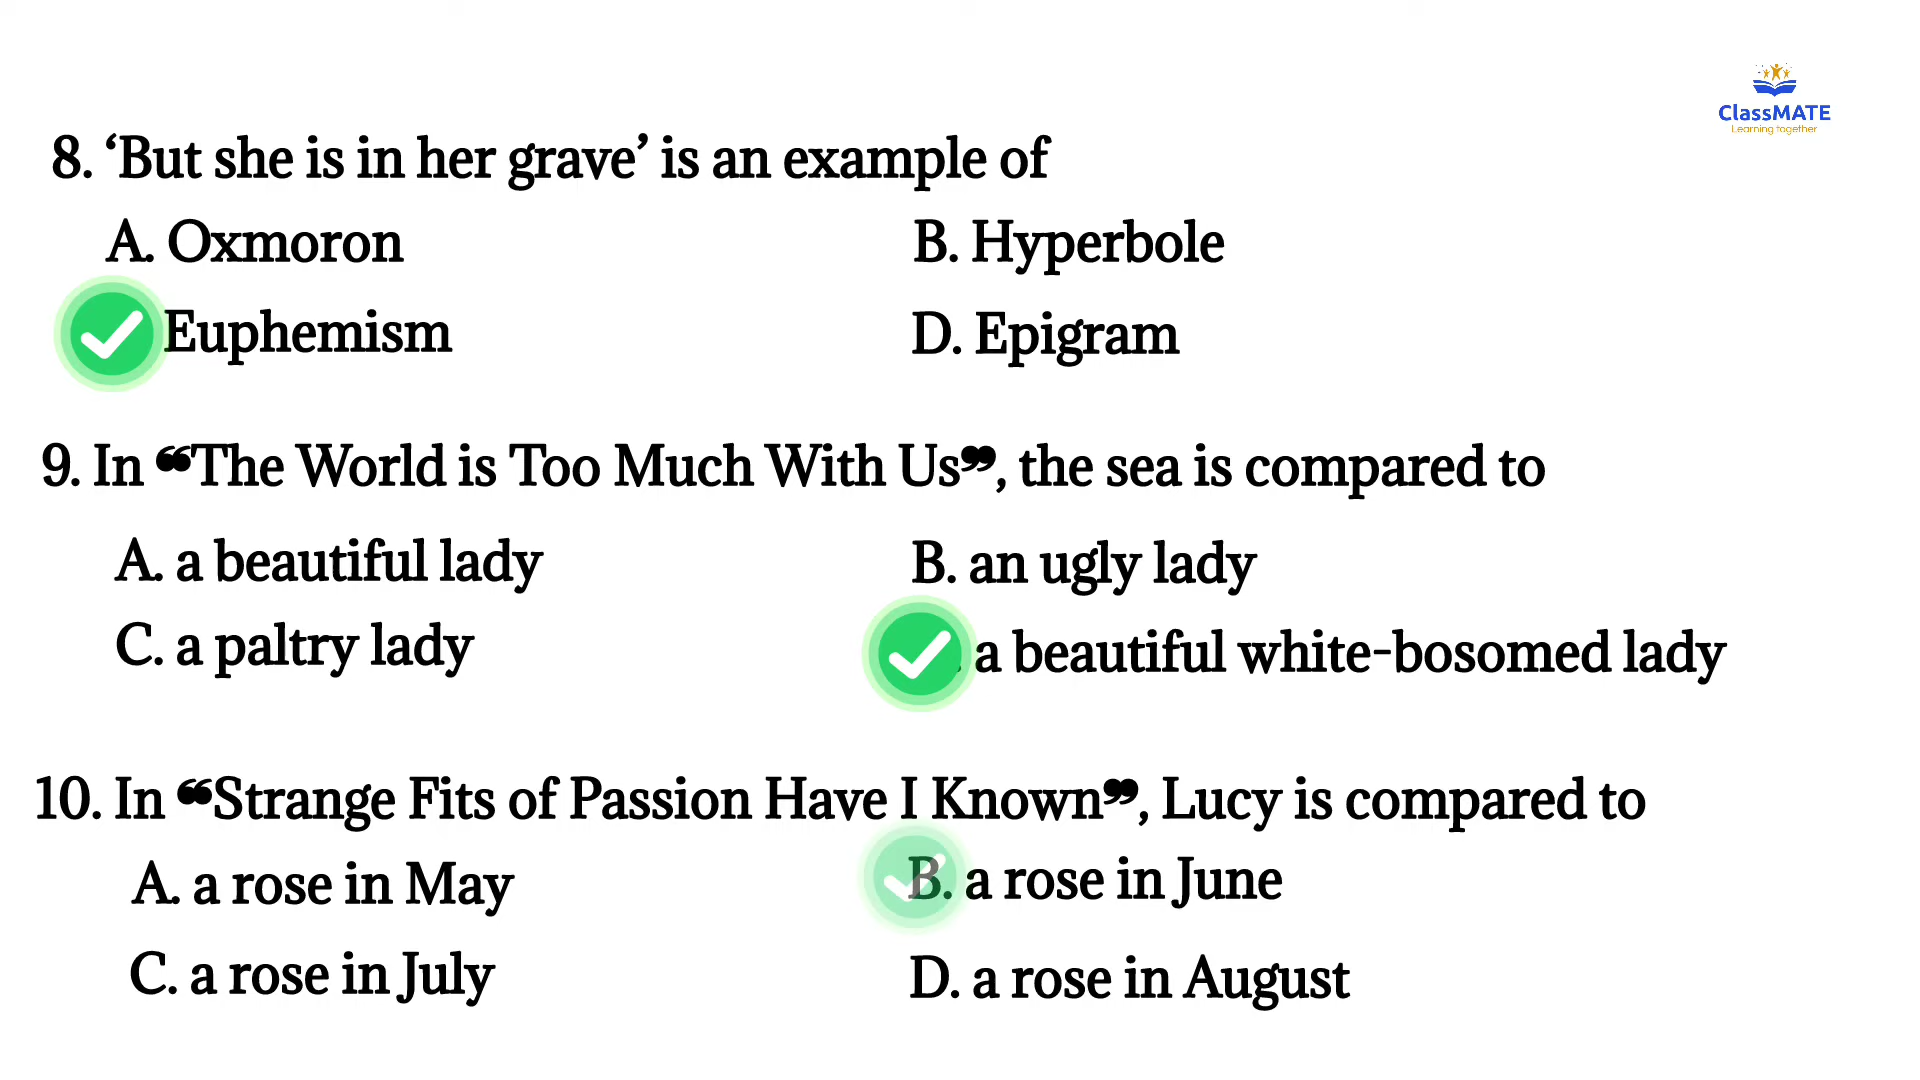 ClassMATE
Learning together
8. ‘But she is in her grave’ is an example of
A. Oxmoron
B. Hyperbole
Euphemism
D. Epigram
9. In ❝The World is Too Much With Us❞, the sea is compared to
A. a beautiful lady
B. an ugly lady
C. a paltry lady
. a beautiful white-bosomed lady
10. In ❝Strange Fits of Passion Have I Known❞, Lucy is compared to
A. a rose in May
B. a rose in June
C. a rose in July
D. a rose in August